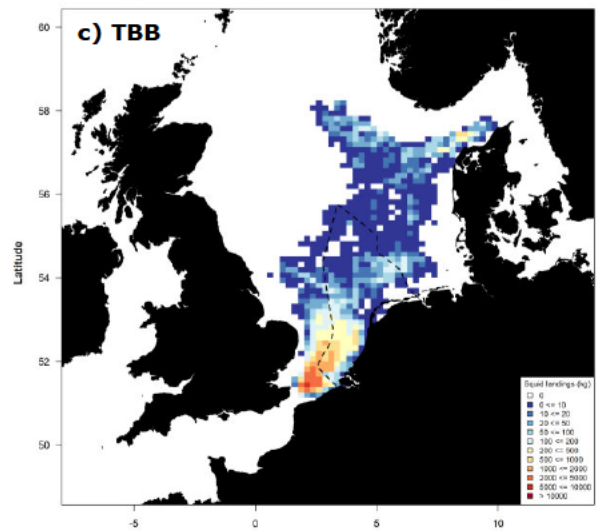 c) TBB
60
58
56
54
52
50
Latitude
-5
0
5
10
Squid landings (kg)
0
0 <= 10
10 <= 20
20 <= 50
50 <= 100
100 <= 200
200 <= 500
500 <= 1000
1000 <= 2000
2000 <= 5000
5000 <= 10000
> 10000